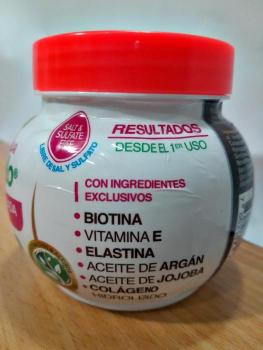 SALT &
SULFATE
FREE
LIBRE DE SAL Y SULFATO
RESULTADOS
DESDE EL 1er USO
CON INGREDIENTES
EXCLUSIVOS
• BIOTINA
• VITAMINA E
• ELASTINA
• ACEITE DE ARGÁN
• ACEITE DE JOJOBA
• COLÁGENO
HIDROLIZADO